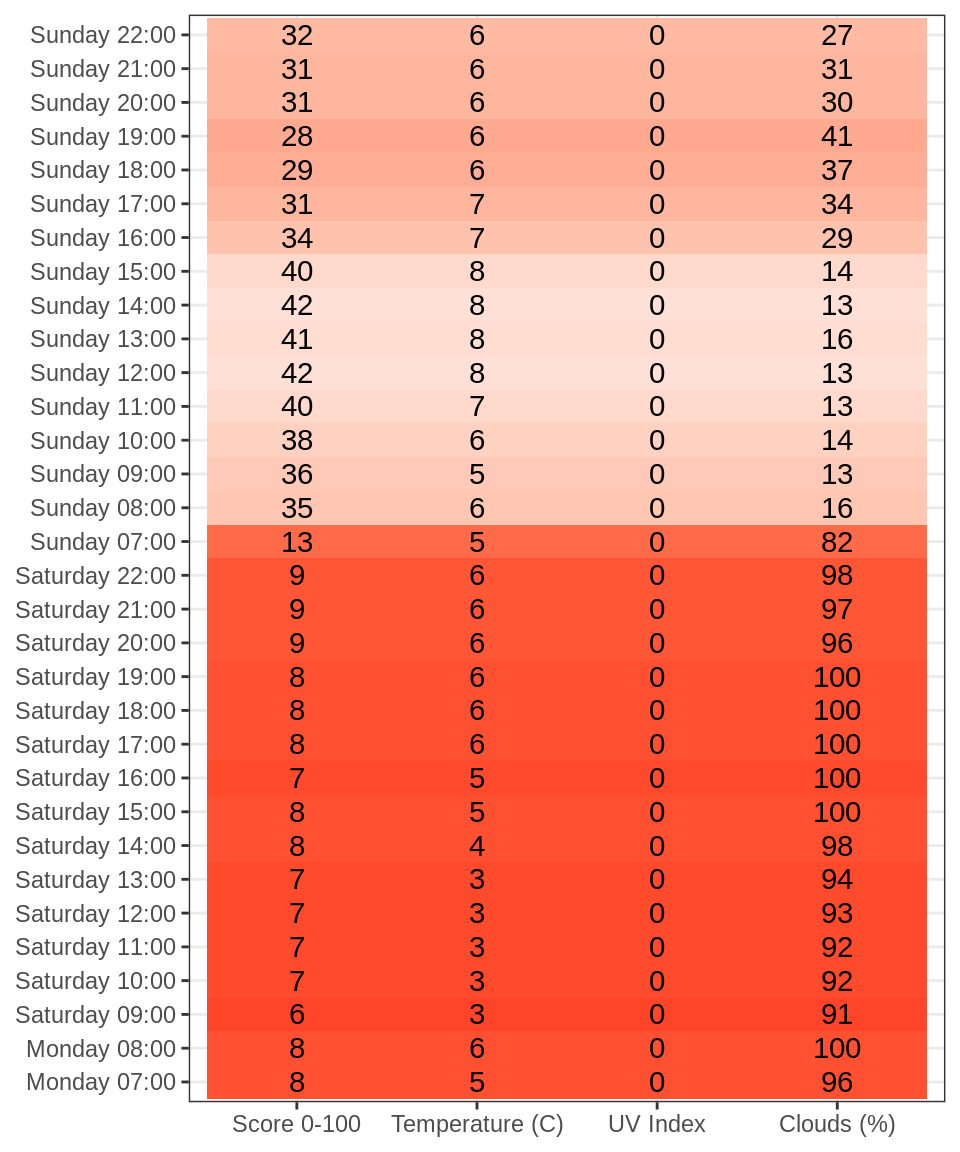 Sunday 22:00 32 6 0 27
Sunday 21:00 31 6 0 31
Sunday 20:00 31 6 0 30
Sunday 19:00 28 6 0 41
Sunday 18:00 29 6 0 37
Sunday 17:00 31 7 0 34
Sunday 16:00 34 7 0 29
Sunday 15:00 40 8 0 14
Sunday 14:00 42 8 0 13
Sunday 13:00 41 8 0 16
Sunday 12:00 42 8 0 13
Sunday 11:00 40 7 0 13
Sunday 10:00 38 6 0 14
Sunday 09:00 36 5 0 13
Sunday 08:00 35 6 0 16
Sunday 07:00 13 5 0 82
Saturday 22:00 9 6 0 98
Saturday 21:00 9 6 0 97
Saturday 20:00 9 6 0 96
Saturday 19:00 8 6 0 100
Saturday 18:00 8 6 0 100
Saturday 17:00 8 6 0 100
Saturday 16:00 7 5 0 100
Saturday 15:00 8 5 0 100
Saturday 14:00 8 4 0 98
Saturday 13:00 7 3 0 94
Saturday 12:00 7 3 0 93
Saturday 11:00 7 3 0 92
Saturday 10:00 7 3 0 92
Saturday 09:00 6 3 0 91
Monday 08:00 8 6 0 100
Monday 07:00 8 5 0 96
Score 0-100 Temperature (C) UV Index Clouds (%)